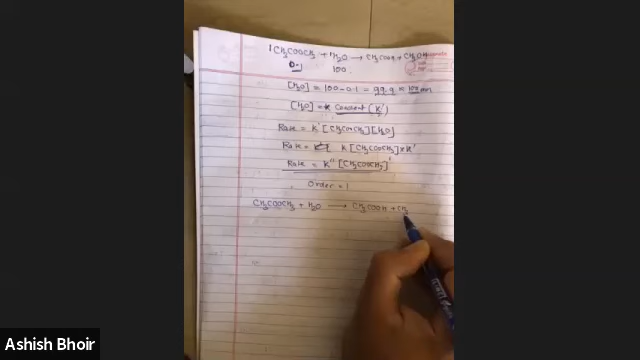 CH3COOCH3 + H2O → CH3COOH + CH3OH
0.1 100
[H2O] = 100 - 0.1 = 99.9 ≈ 100
[H2O] = Constant (K')
Rate = K' [CH3COOCH3] [H2O]
Rate = K [CH3COOCH3] × K'
Rate = K'' [CH3COOCH3]'
Order = 1
CH3COOCH3 + H2O → CH3COOH + CH3
Ashish Bhoir